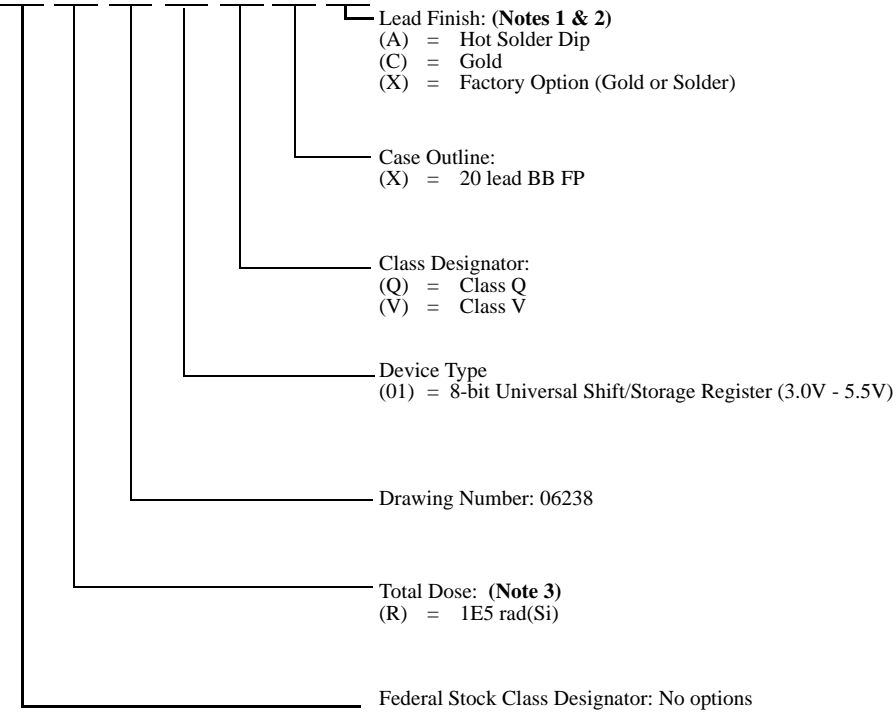 Lead Finish: (Notes 1 & 2)
(A) = Hot Solder Dip
(C) = Gold
(X) = Factory Option (Gold or Solder)
Case Outline:
(X) = 20 lead BB FP
Class Designator:
(Q) = Class Q
(V) = Class V
Device Type
(01) = 8-bit Universal Shift/Storage Register (3.0V - 5.5V)
Drawing Number: 06238
Total Dose: (Note 3)
(R) = 1E5 rad(Si)
Federal Stock Class Designator: No options